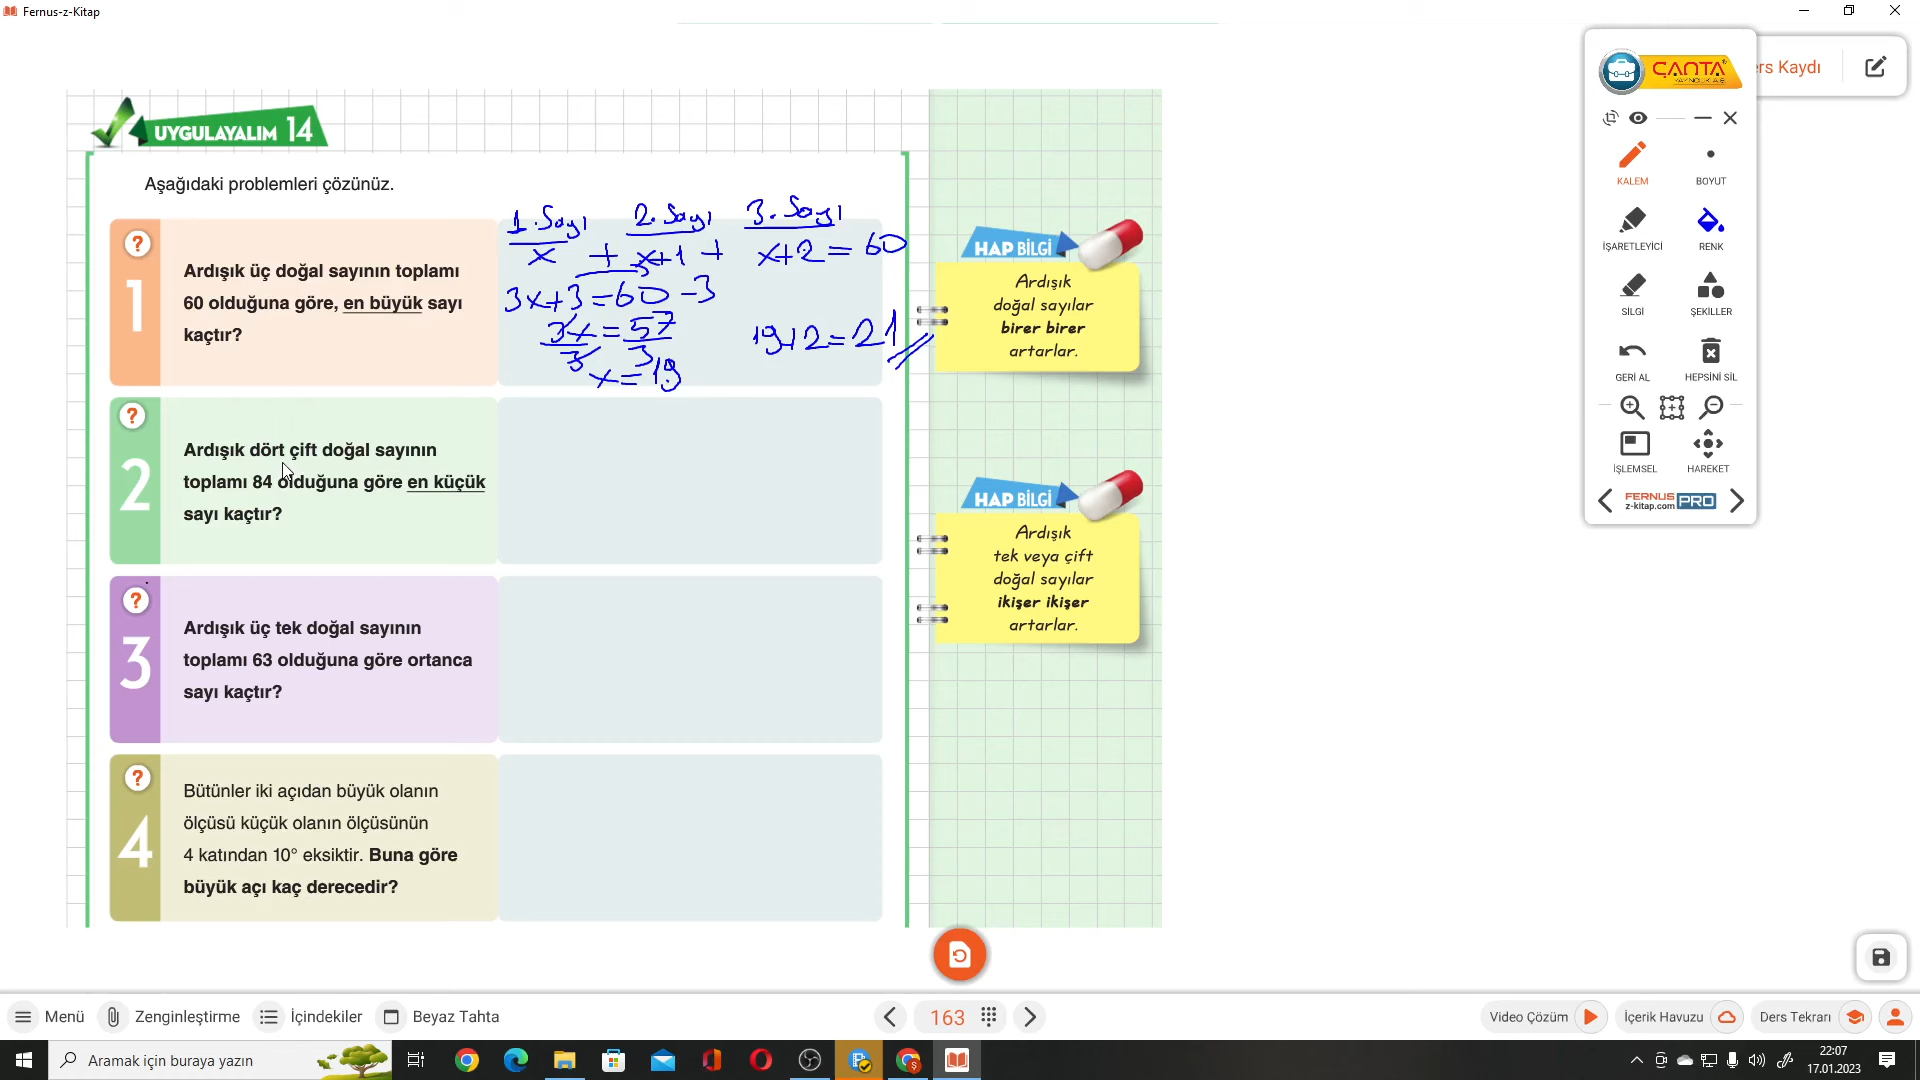 Fernus-z-Kitap
ÇANTA
YAYINCILIK A.Ş.
ers Kaydı
UYGULAYALIM 14
Aşağıdaki problemleri çözünüz.
?
1
Ardışık üç doğal sayının toplamı
60 olduğuna göre, en büyük sayı
kaçtır?
1.Sayı 2.Sayı 3.Sayı
x + x+1 + x+2 = 60
3x+3=60-3
3x = 57
3 3
x=19
19+2=21
?
2
Ardışık dört çift doğal sayının
toplamı 84 olduğuna göre en küçük
sayı kaçtır?
?
3
Ardışık üç tek doğal sayının
toplamı 63 olduğuna göre ortanca
sayı kaçtır?
?
4
Bütünler iki açıdan büyük olanın
ölçüsü küçük olanın ölçüsünün
4 katından 10° eksiktir. Buna göre
büyük açı kaç derecedir?
HAP BİLGİ
Ardışık
doğal sayılar
birer birer
artarlar.
HAP BİLGİ
Ardışık
tek veya çift
doğal sayılar
ikişer ikişer
artarlar.
KALEM
BOYUT
İŞARETLEYİCİ
RENK
SİLGİ
ŞEKİLLER
GERİ AL
HEPSİNİ SİL
İŞLEMSEL
HAREKET
FERNUS
z-kitap.com PRO
Menü
Zenginleştirme
İçindekiler
Beyaz Tahta
163
Video Çözüm
İçerik Havuzu
Ders Tekrarı
Aramak için buraya yazın
22:07
17.01.2023